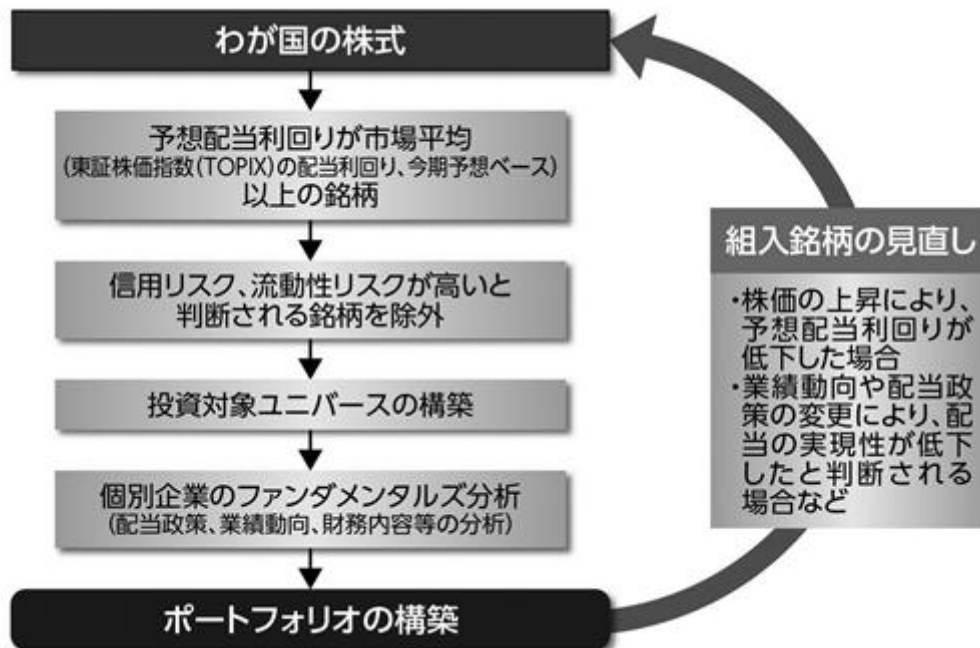 わが国の株式
予想配当利回りが市場平均
(東証株価指数(TOPIX)の配当利回り、今期予想ベース)
以上の銘柄
信用リスク、流動性リスクが高いと
判断される銘柄を除外
投資対象ユニバースの構築
個別企業のファンダメンタルズ分析
(配当政策、業績動向、財務内容等の分析)
ポートフォリオの構築
組入銘柄の見直し
・株価の上昇により、
予想配当利回りが
低下した場合
・業績動向や配当政
策の変更により、配
当の実現性が低下
したと判断される
場合など